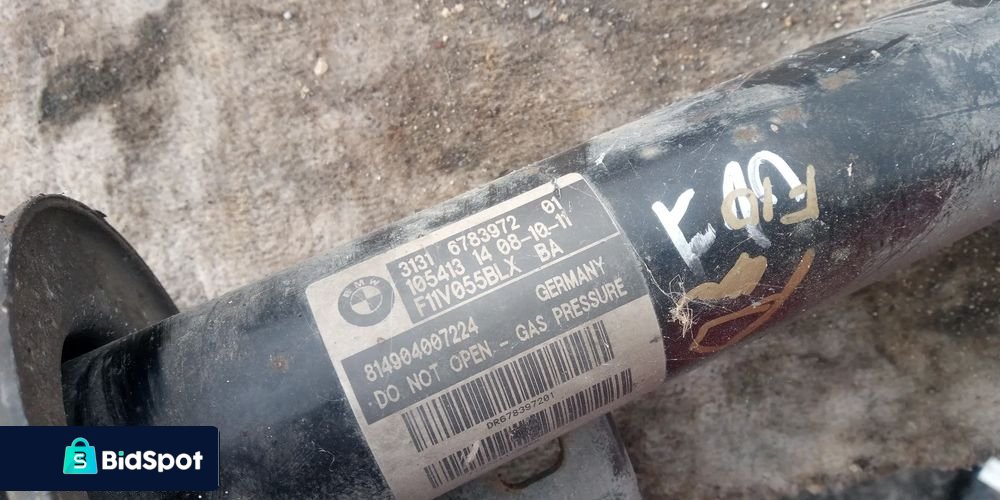 BMW
3131 6783972 01
105413 14 08-10-11
F11V055BLX BA
GERMANY
814904007224
DO NOT OPEN - GAS PRESSURE
DR678397201
F10
BidSpot